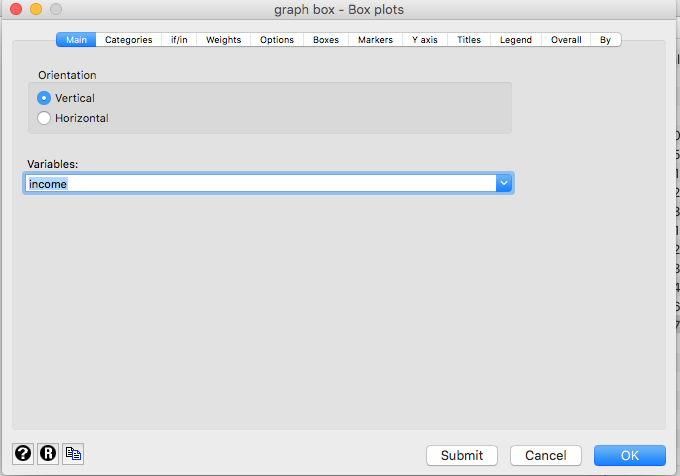 graph box - Box plots
Main Categories if/in Weights Options Boxes Markers Y axis Titles Legend Overall By
Orientation
Vertical
Horizontal
Variables:
income
? R Submit Cancel OK